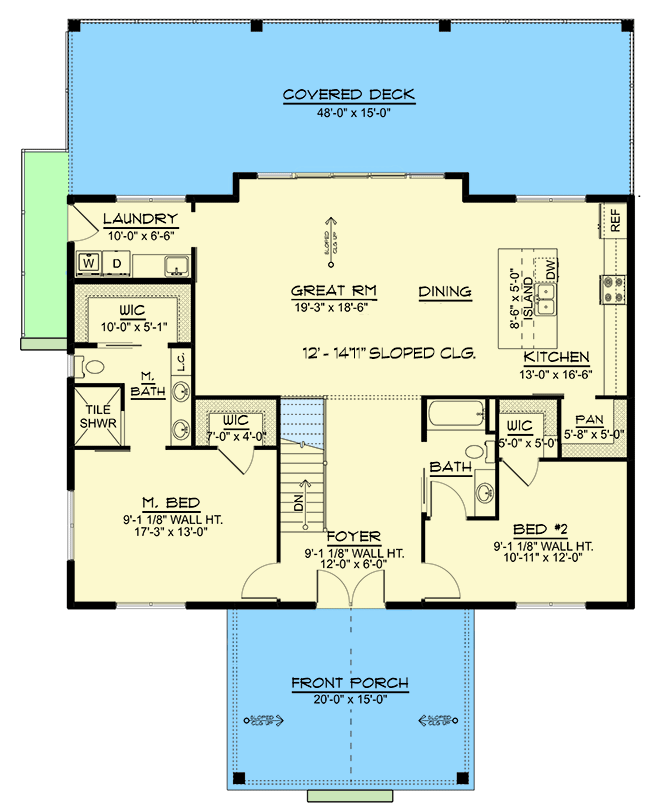 COVERED DECK
48'-0" x 15'-0"
LAUNDRY
10'-0" x 6'-6"
W
D
REF
SLOPED
CLG UP
GREAT RM
19'-3" x 18'-6"
DINING
8'-6" x 5'-0"
ISLAND
DW
WIC
10'-0" x 5'-1"
12' - 14'11" SLOPED CLG.
KITCHEN
13'-0" x 16'-6"
L.C.
M.
BATH
TILE
SHWR
WIC
7'-0" x 4'-0"
WIC
5'-0" x 5'-0"
PAN
5'-8" x 5'-0"
BATH
M. BED
9'-1 1/8" WALL HT.
17'-3" x 13'-0"
DN
FOYER
9'-1 1/8" WALL HT.
12'-0" x 6'-0"
BED #2
9'-1 1/8" WALL HT.
10'-11" x 12'-0"
FRONT PORCH
20'-0" x 15'-0"
SLOPED
CLG UP
SLOPED
CLG UP